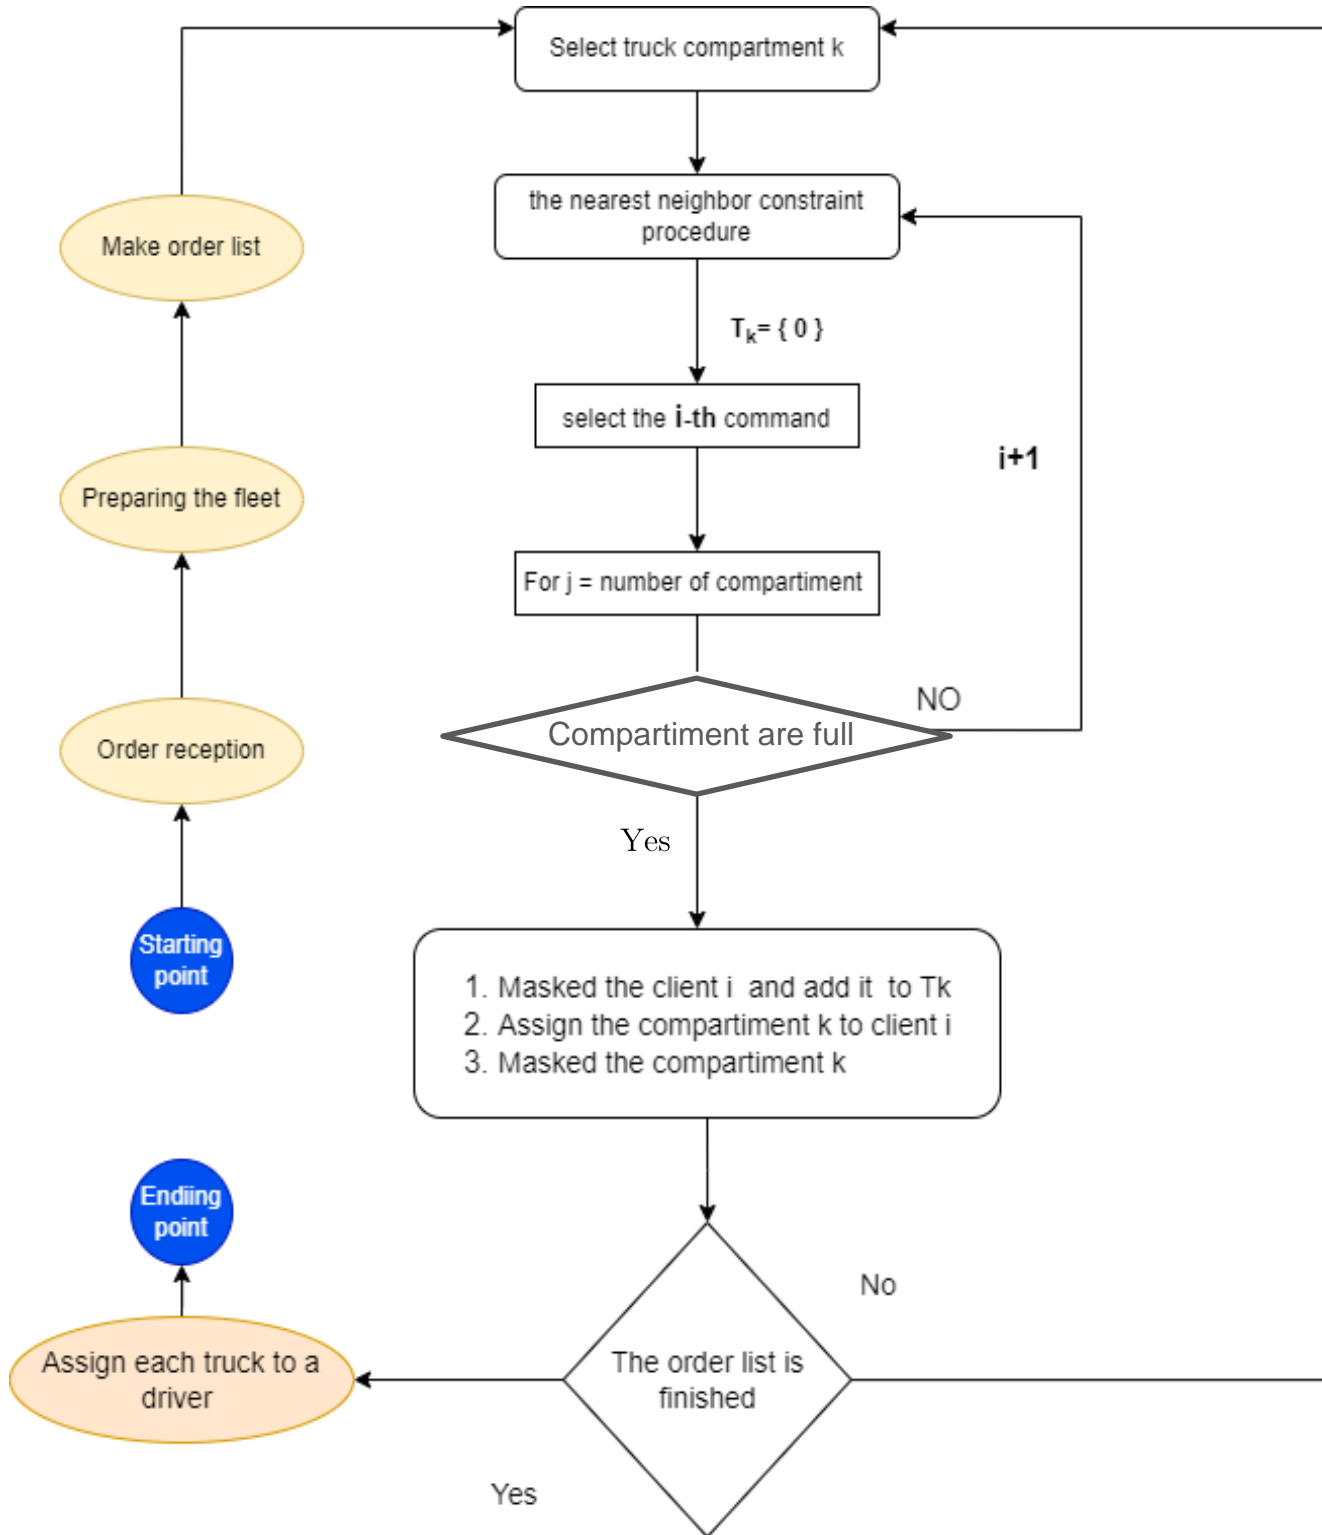 Select truck compartment k
the nearest neighbor constraint
procedure
Make order list
Tk= { 0 }
select the i-th command
i+1
Preparing the fleet
For j = number of compartiment
NO
Compartiment are full
Order reception
Yes
Starting
point
1. Masked the client i and add it to Tk
2. Assign the compartiment k to client i
3. Masked the compartiment k
Endiing
point
No
Assign each truck to a
driver
The order list is
finished
Yes